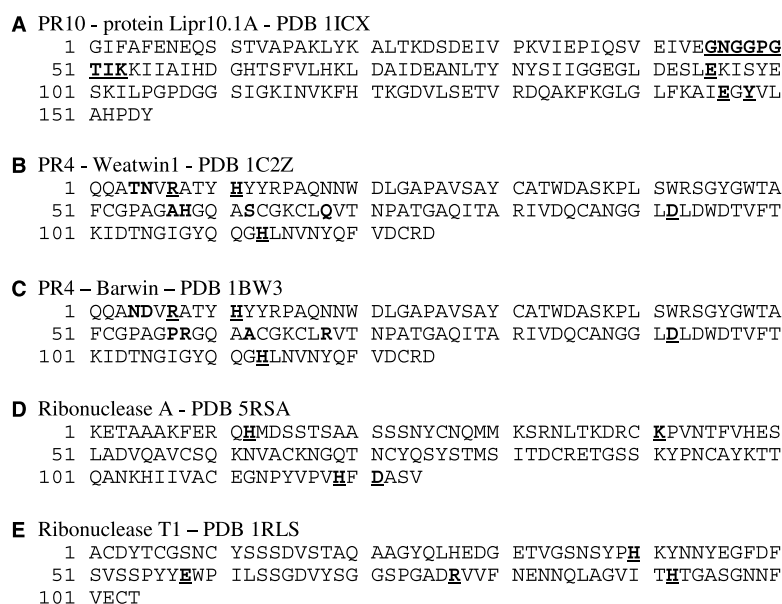 A PR10 - protein Lipr10.1A - PDB 1ICX
1 GIFAFENEQS STVAPAKLYK ALTKDSDEIV PKVIEPIQSV EIVEGNGGPG
51 TIKKIIAIHD GHTSFVLHKL DAIDEANLTY NYSIIGGEGL DESLEKISYE
101 SKILPGPDGG SIGKINVKFH TKGDVLSETV RDQAKFKGLG LFKAIEGYVL
151 AHPDY
B PR4 - Weatwin1 - PDB 1C2Z
1 QQATNVRATY HYYRPAQNNW DLGAPAVSAY CATWDASKPL SWRSGYGWTA
51 FCGPAGAHGQ ASCGKCLQVT NPATGAQITA RIVDQCANGG LDLDWDTVFT
101 KIDTNGIGYQ QGHLNVNYQF VDCRD
C PR4 – Barwin – PDB 1BW3
1 QQANDVRATY HYYRPAQNNW DLGAPAVSAY CATWDASKPL SWRSGYGWTA
51 FCGPAGPRGQ AACGKCLRVT NPATGAQITA RIVDQCANGG LDLDWDTVFT
101 KIDTNGIGYQ QGHLNVNYQF VDCRD
D Ribonuclease A - PDB 5RSA
1 KETAAAKFER QHMDSSTSAA SSSNYCNQMM KSRNLTKDRC KPVNTFVHES
51 LADVQAVCSQ KNVACKNGQT NCYQSYSTMS ITDCRETGSS KYPNCAYKTT
101 QANKHIIVAC EGNPYVPVHF DASV
E Ribonuclease T1 – PDB 1RLS
1 ACDYTCGSNC YSSSDVSTAQ AAGYQLHEDG ETVGSNSYPH KYNNYEGFDF
51 SVSSPYYEWP ILSSGDVYSG GSPGADRVVF NENNQLAGVI THTGASGNNF
101 VECT